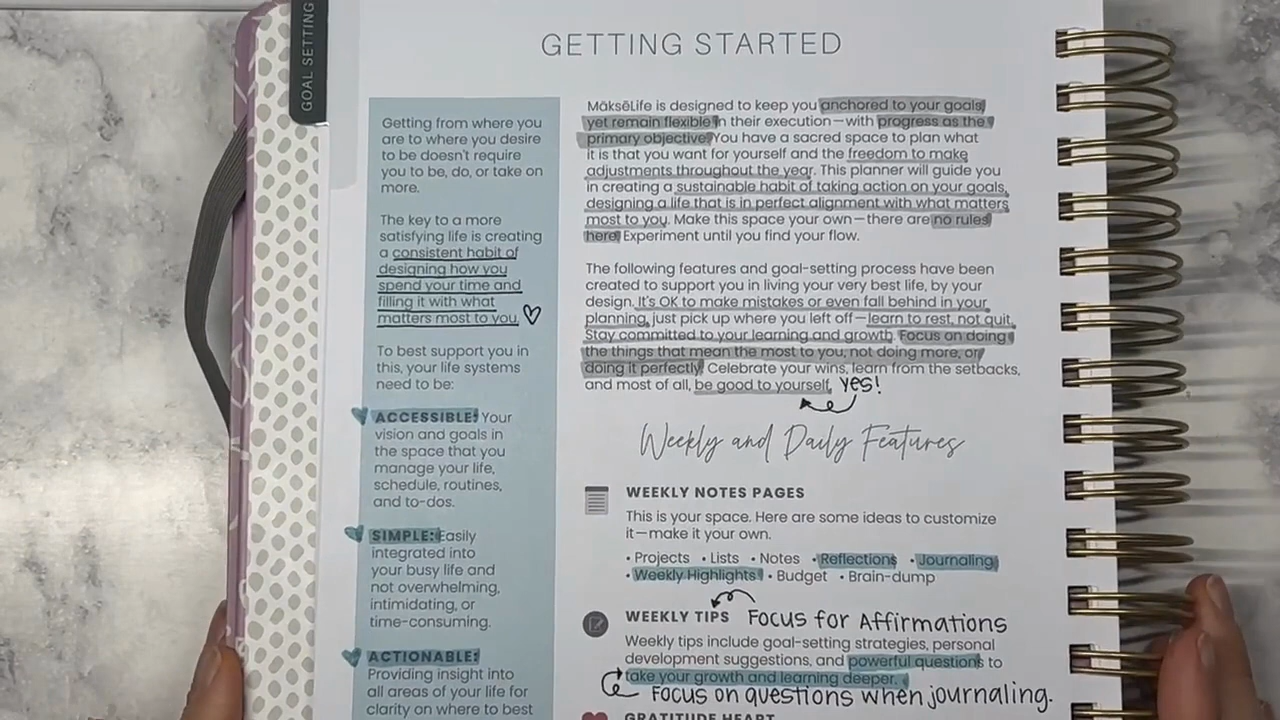 GOAL SETTING
GETTING STARTED
Getting from where you
are to where you desire
to be doesn't require
you to be, do, or take on
more.
The key to a more
satisfying life is creating
a consistent habit of
designing how you
spend your time and
filling it with what
matters most to you.
To best support you in
this, your life systems
need to be:
ACCESSIBLE: Your
vision and goals in
the space that you
manage your life,
schedule, routines,
and to-dos.
SIMPLE: Easily
integrated into
your busy life and
not overwhelming,
intimidating, or
time-consuming.
ACTIONABLE:
Providing insight into
all areas of your life for
clarity on where to best
MäksēLife is designed to keep you anchored to your goals,
yet remain flexible in their execution—with progress as the
primary objective. You have a sacred space to plan what
it is that you want for yourself and the freedom to make
adjustments throughout the year. This planner will guide you
in creating a sustainable habit of taking action on your goals,
designing a life that is in perfect alignment with what matters
most to you. Make this space your own—there are no rules
here. Experiment until you find your flow.
The following features and goal-setting process have been
created to support you in living your very best life, by your
design. It's OK to make mistakes or even fall behind in your
planning, just pick up where you left off—learn to rest, not quit.
Stay committed to your learning and growth. Focus on doing
the things that mean the most to you, not doing more, or
doing it perfectly. Celebrate your wins, learn from the setbacks,
and most of all, be good to yourself. yes!
Weekly and Daily Features
WEEKLY NOTES PAGES
This is your space. Here are some ideas to customize
it—make it your own.
• Projects • Lists • Notes • Reflections • Journaling
• Weekly Highlights • Budget • Brain-dump
WEEKLY TIPS Focus for Affirmations
Weekly tips include goal-setting strategies, personal
development suggestions, and powerful questions to
take your growth and learning deeper.
Focus on questions when journaling.
GRATITUDE HEART